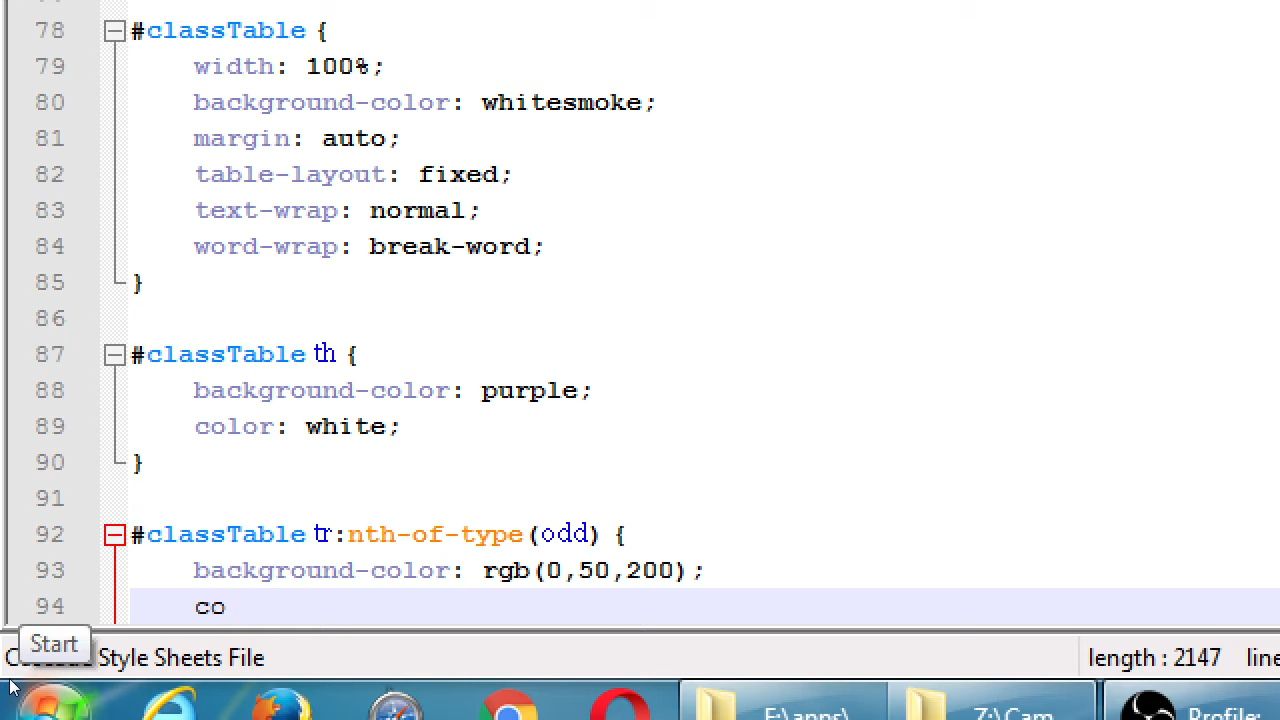 78 #classTable {
79 width: 100%;
80 background-color: whitesmoke;
81 margin: auto;
82 table-layout: fixed;
83 text-wrap: normal;
84 word-wrap: break-word;
85 }
86
87 #classTable th {
88 background-color: purple;
89 color: white;
90 }
91
92 #classTable tr:nth-of-type(odd) {
93 background-color: rgb(0,50,200);
94 co
Start
Style Sheets File length : 2147 line
F:\apps\ Z:\Cam Profile: